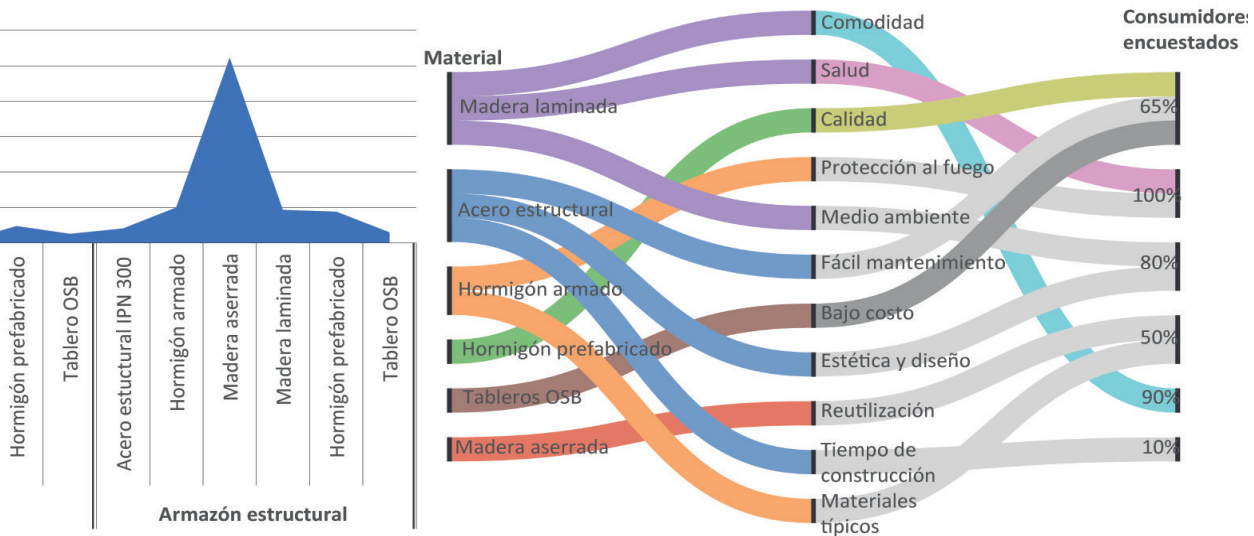 Hormigón prefabricado
Tablero OSB
Acero estuctural IPN 300
Hormigón armado
Madera aserrada
Madera laminada
Hormigón prefabricado
Tablero OSB
Armazón estructural
Material
Madera laminada
Acero estructural
Hormigón armado
Hormigón prefabricado
Tableros OSB
Madera aserrada
Comodidad
Salud
Calidad
Protección al fuego
Medio ambiente
Fácil mantenimiento
Bajo costo
Estética y diseño
Reutilización
Tiempo de
construcción
Materiales
típicos
Consumidores
encuestados
65%
100%
80%
50%
90%
10%